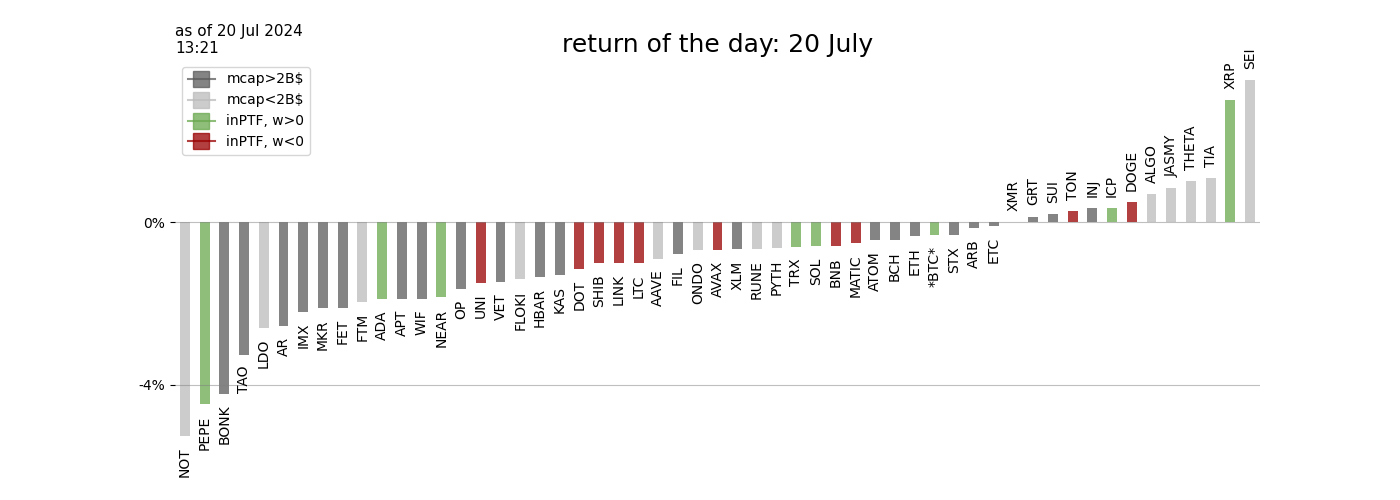 as of 20 Jul 2024
13:21
return of the day: 20 July
mcap>2B$
mcap<2B$
inPTF, w>0
inPTF, w<0
0%
-4%
NOT
PEPE
BONK
TAO
LDO
AR
IMX
MKR
FET
FTM
ADA
APT
WIF
NEAR
OP
UNI
VET
FLOKI
HBAR
KAS
DOT
SHIB
LINK
LTC
AAVE
FIL
ONDO
AVAX
XLM
RUNE
PYTH
TRX
SOL
BNB
MATIC
ATOM
BCH
ETH
*BTC*
STX
ARB
ETC
XMR
GRT
SUI
TON
INJ
ICP
DOGE
ALGO
JASMY
THETA
TIA
XRP
SEI